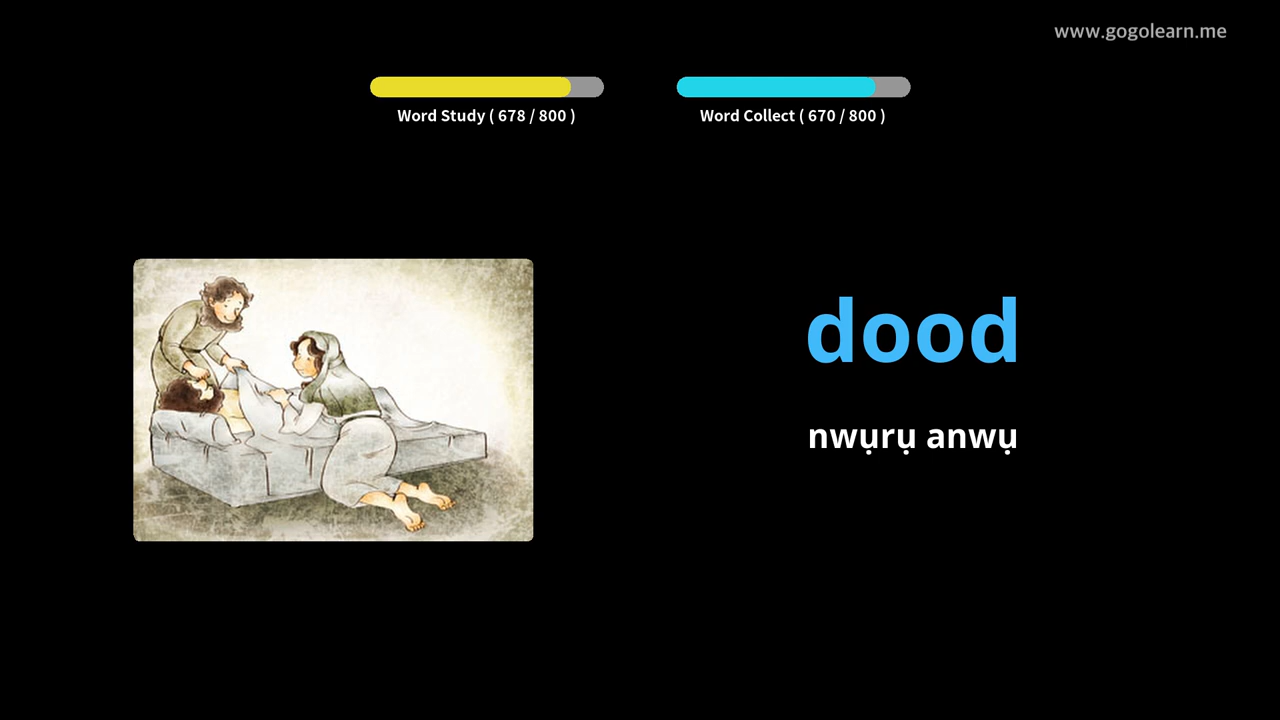 www.gogolearn.me
Word Study ( 678 / 800 )
Word Collect ( 670 / 800 )
dood
nwụrụ anwụ